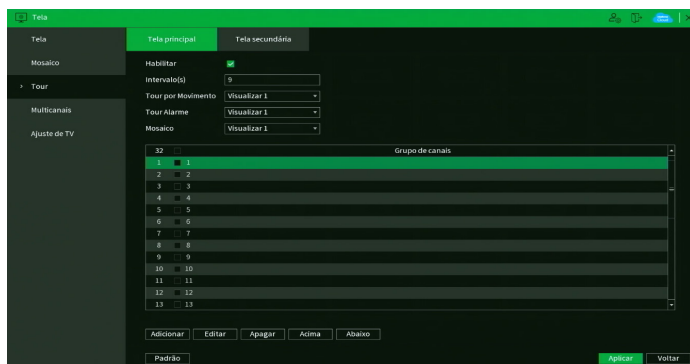 Tela
Tela
Mosaico
> Tour
Multicanais
Ajuste de TV
Tela principal Tela secundária
Habilitar
Intervalo(s) 9
Tour por Movimento Visualizar 1
Tour Alarme Visualizar 1
Mosaico Visualizar 1
32 Grupo de canais
1 1
2 2
3 3
4 4
5 5
6 6
7 7
8 8
9 9
10 10
11 11
12 12
13 13
Adicionar Editar Apagar Acima Abaixo
Padrão Aplicar Voltar